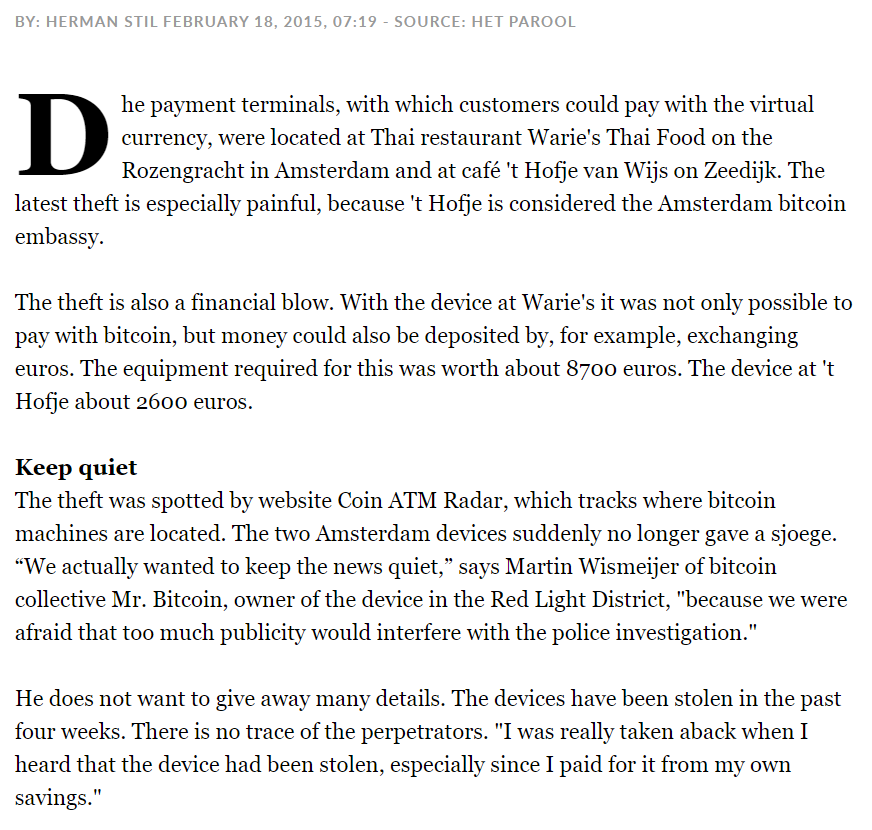 BY: HERMAN STIL FEBRUARY 18, 2015, 07:19 - SOURCE: HET PAROOL
Dhe payment terminals, with which customers could pay with the virtual
currency, were located at Thai restaurant Warie's Thai Food on the
Rozengracht in Amsterdam and at café 't Hofje van Wijs on Zeedijk. The
latest theft is especially painful, because 't Hofje is considered the Amsterdam bitcoin
embassy.
The theft is also a financial blow. With the device at Warie's it was not only possible to
pay with bitcoin, but money could also be deposited by, for example, exchanging
euros. The equipment required for this was worth about 8700 euros. The device at 't
Hofje about 2600 euros.
Keep quiet
The theft was spotted by website Coin ATM Radar, which tracks where bitcoin
machines are located. The two Amsterdam devices suddenly no longer gave a sjoege.
“We actually wanted to keep the news quiet,” says Martin Wismeijer of bitcoin
collective Mr. Bitcoin, owner of the device in the Red Light District, "because we were
afraid that too much publicity would interfere with the police investigation."
He does not want to give away many details. The devices have been stolen in the past
four weeks. There is no trace of the perpetrators. "I was really taken aback when I
heard that the device had been stolen, especially since I paid for it from my own
savings."